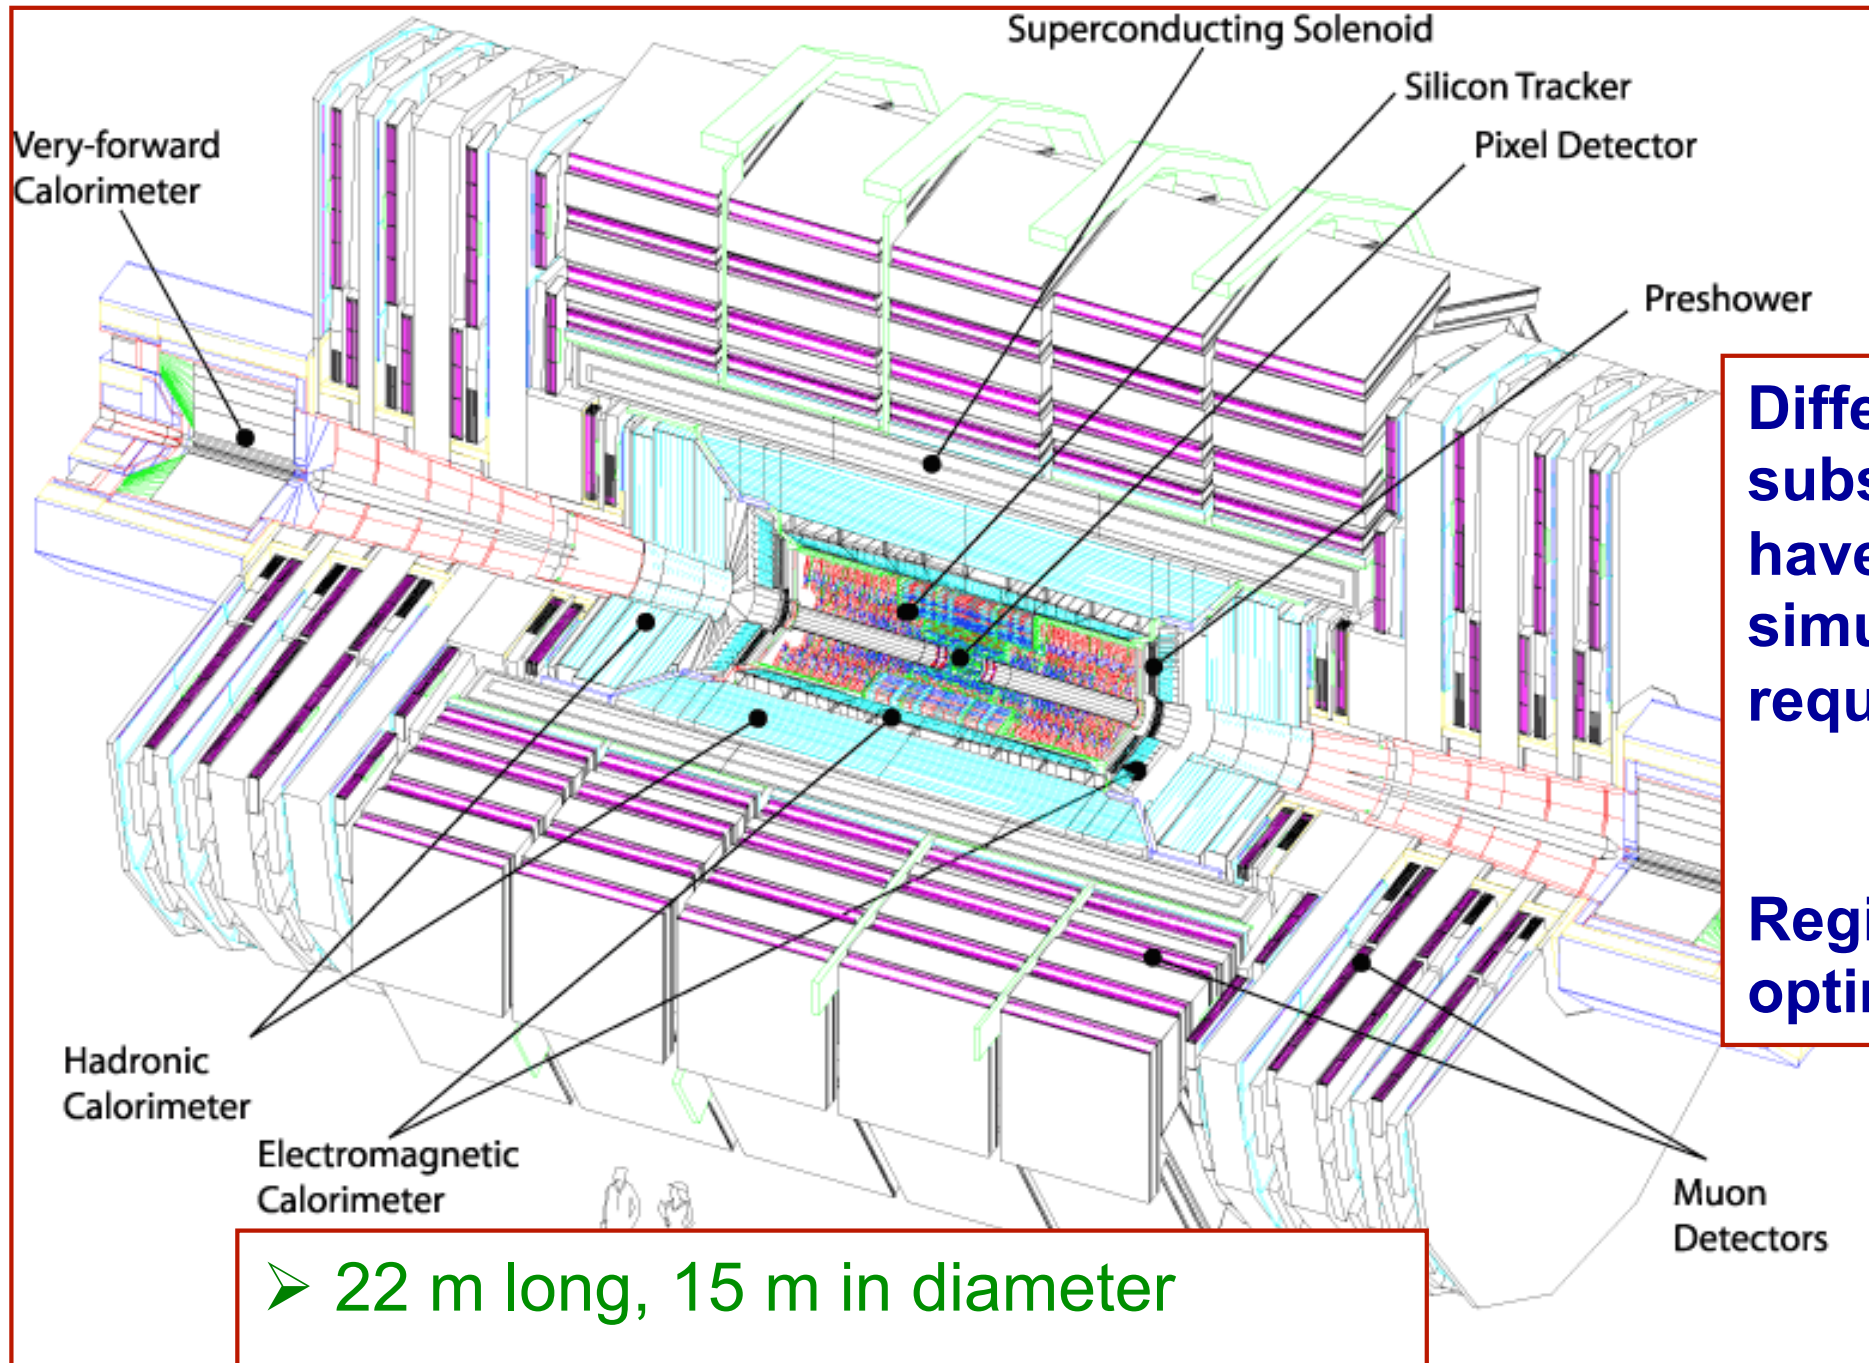 Superconducting Solenoid
Silicon Tracker
Pixel Detector
Very-forward
Calorimeter
Preshower
Hadronic
Calorimeter
Electromagnetic
Calorimeter
Muon
Detectors
➢ 22 m long, 15 m in diameter